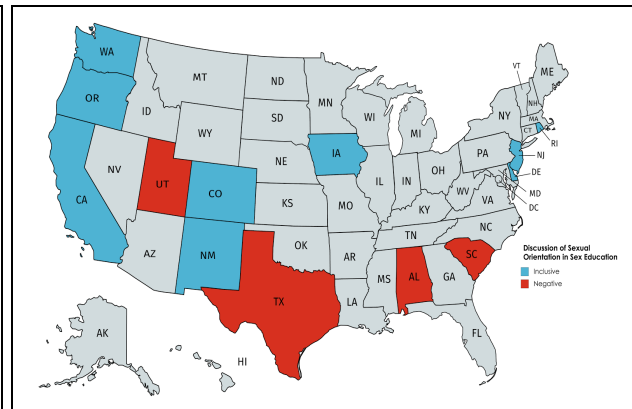 WA
MT
ND
MN
VT
ME
OR
ID
SD
WI
NH
NY
MA
WY
MI
CT
RI
NE
IA
PA
NJ
NV
UT
CO
IL
IN
OH
DE
CA
KS
MO
WV
VA
MD
KY
DC
AZ
NM
OK
AR
TN
NC
TX
LA
MS
AL
GA
SC
Discussion of Sexual
Orientation in Sex Education
Inclusive
Negative
AK
HI
FL